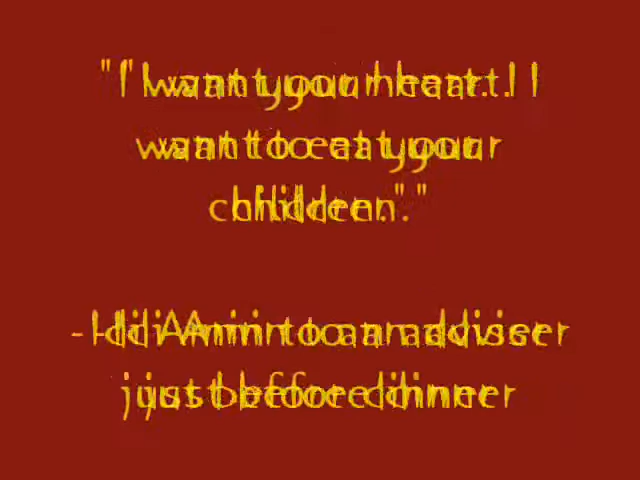 "I want your heart. I
want to eat your
children."
- Idi Amin to an adviser
just before dinner